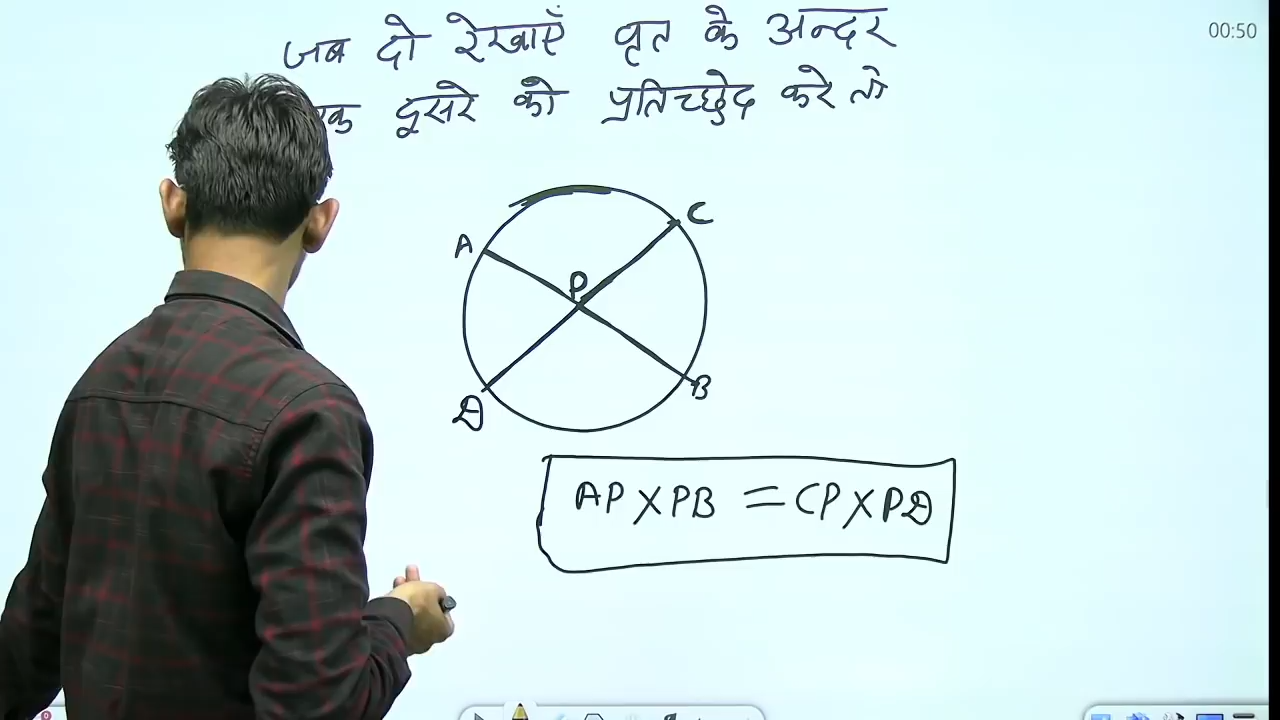 00:50
जब दो रेखाएँ वृत के अन्दर
दूसरे को प्रतिच्छेद करे तो
C
A
P
B
D
AP X PB = CP X PD